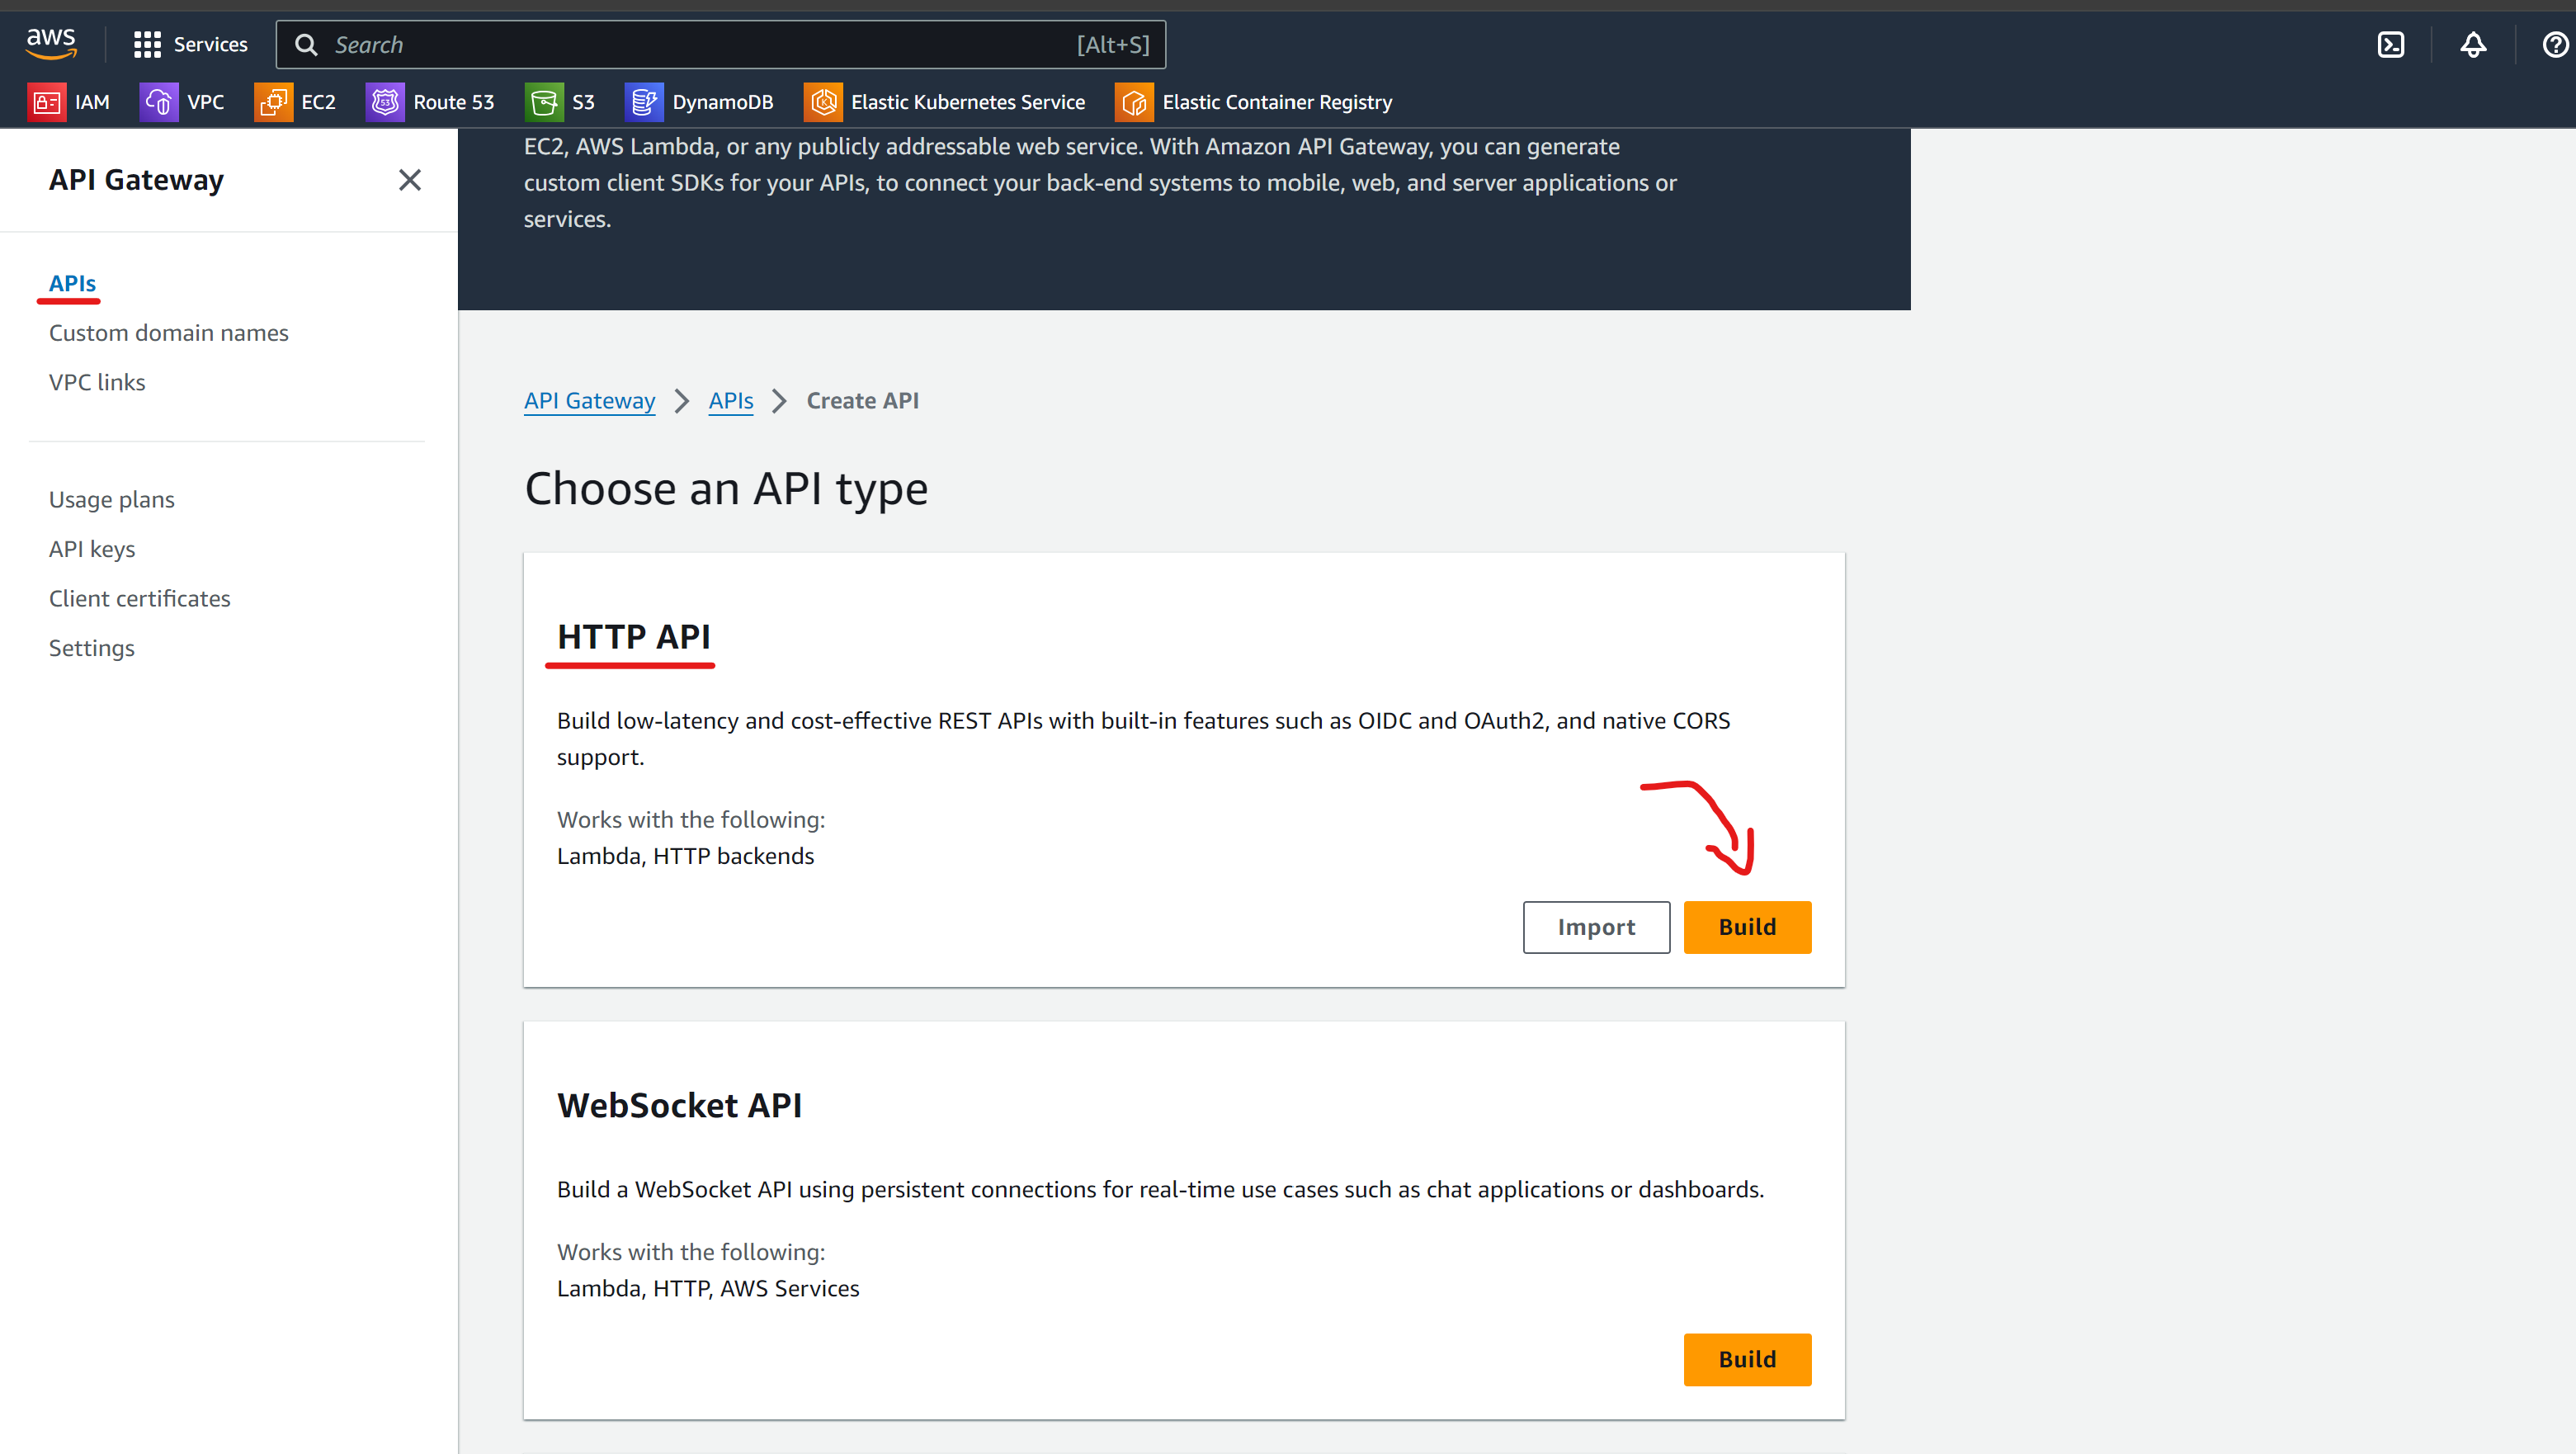 aws
Services
Search
[Alt+S]
IAM
VPC
EC2
Route 53
S3
DynamoDB
Elastic Kubernetes Service
Elastic Container Registry
API Gateway
APIs
Custom domain names
VPC links
Usage plans
API keys
Client certificates
Settings
EC2, AWS Lambda, or any publicly addressable web service. With Amazon API Gateway, you can generate
custom client SDKs for your APIs, to connect your back-end systems to mobile, web, and server applications or
services.
API Gateway > APIs > Create API
Choose an API type
HTTP API
Build low-latency and cost-effective REST APIs with built-in features such as OIDC and OAuth2, and native CORS
support.
Works with the following:
Lambda, HTTP backends
Import
Build
WebSocket API
Build a WebSocket API using persistent connections for real-time use cases such as chat applications or dashboards.
Works with the following:
Lambda, HTTP, AWS Services
Build